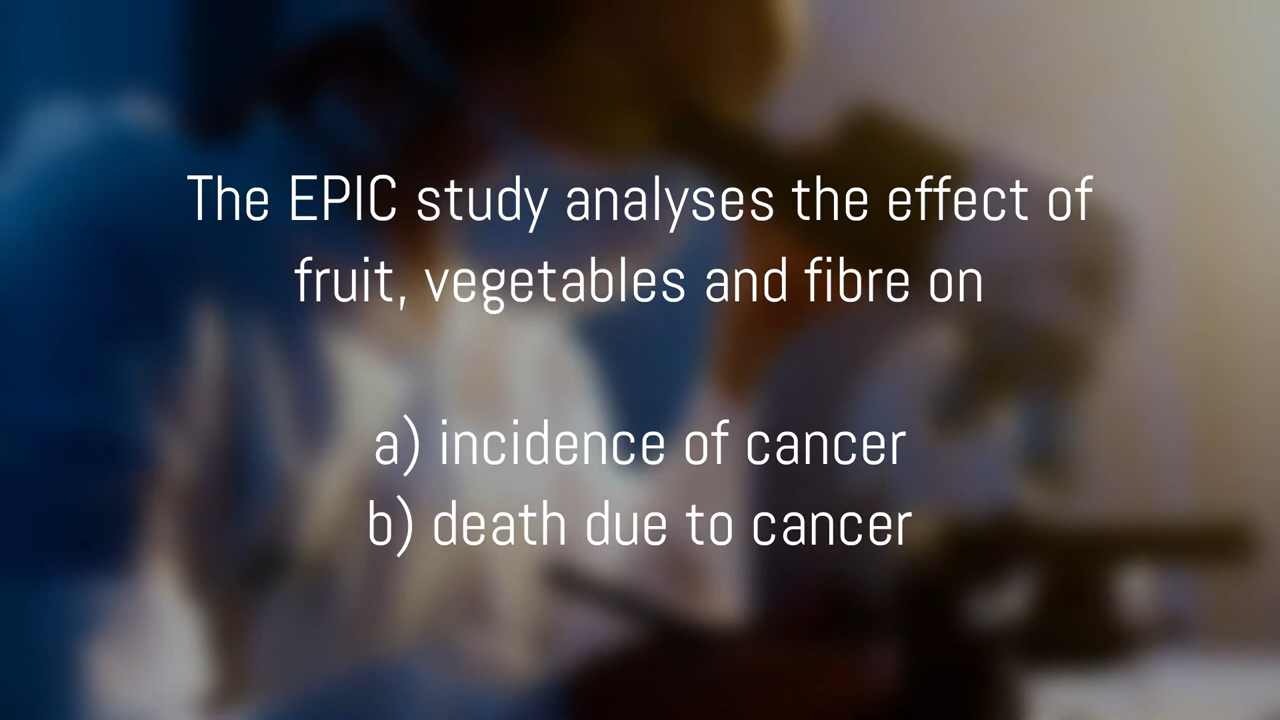 The EPIC study analyses the effect of
fruit, vegetables and fibre on
a) incidence of cancer
b) death due to cancer